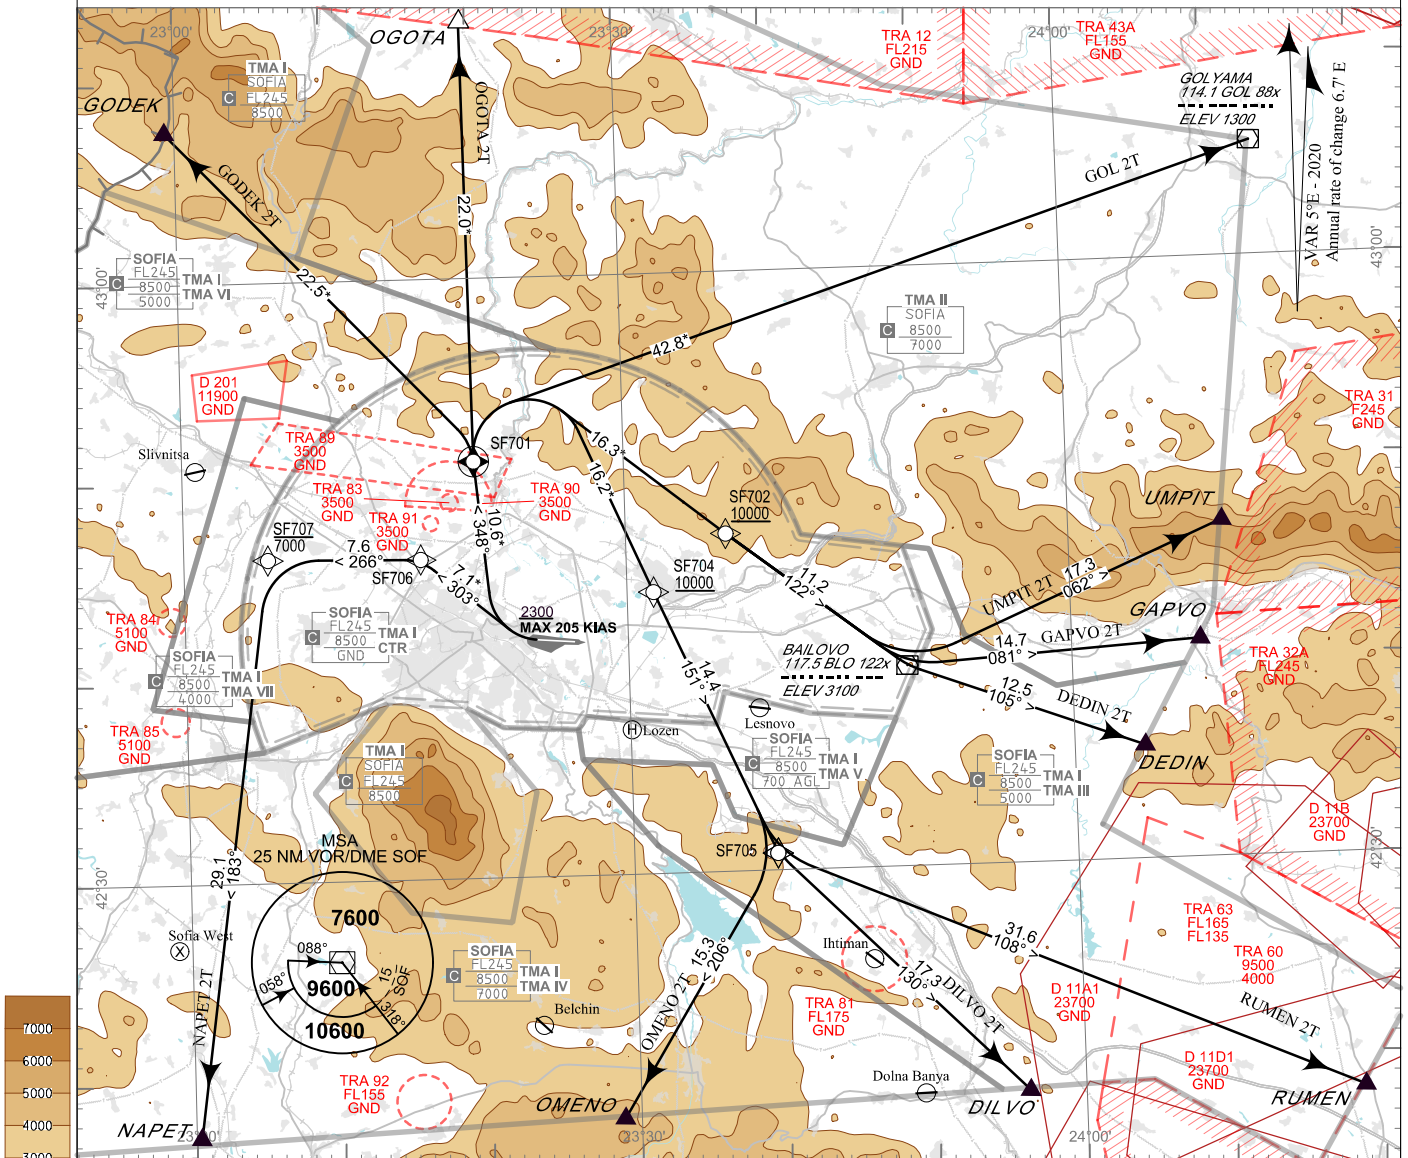 23°00'
23°30'
24°00'
OGOTA
TRA 12
FL215
GND
TRA 43A
FL155
GND
GOLYAMA
114.1 GOL 88x
ELEV 1300
TMA I
SOFIA
C
FL245
8500
GODEK
OGOTA 2T
GODEK 2T
GOL 2T
VAR 5°E - 2020
Annual rate of change 6.7' E
22.0*
22.5*
42.8*
43°00'
43°00'
SOFIA
FL245
C
8500
5000
TMA I
TMA VI
TMA II
SOFIA
C
8500
7000
D 201
11900
GND
TRA 31
F245
GND
TRA 89
3500
GND
Slivnitsa
SF701
16.3*
16.2*
TRA 83
3500
GND
TRA 90
3500
GND
TRA 91
3500
GND
10.6*
< 348°
SF702
10000
UMPIT
SF707
7000
7.6
< 266°
SF706
7.1*
< 303°
SF704
10000
11.2
122° >
UMPIT 2T
17.3
062° >
2300
MAX 205 KIAS
GAPVO
14.7
081° >
GAPVO 2T
TRA 84
5100
GND
SOFIA
FL245
C
8500
GND
TMA I
CTR
SOFIA
FL245
C
8500
4000
TMA I
TMA VII
BAILOVO
117.5 BLO 122x
ELEV 3100
TRA 32A
FL245
GND
14.4
151° >
12.5
105° >
DEDIN 2T
TRA 85
5100
GND
H
Lozen
Lesnovo
DEDIN
TMA I
SOFIA
C
FL245
8500
SOFIA
FL245
C
8500
700 AGL
TMA I
TMA V
SOFIA
FL245
C
8500
5000
TMA I
TMA III
D 11B
23700
GND
MSA
25 NM VOR/DME SOF
SF705
29.1
< 183°
42°30'
42°30'
7600
088°
058°
9600
15
SOF
318°
10600
Sofia West
X
NAPET 2T
SOFIA
FL245
C
8500
7000
TMA I
TMA IV
15.3
< 206°
OMENO 2T
Ihtiman
17.3
130° >
DILVO 2T
31.6
108° >
RUMEN 2T
TRA 63
FL165
FL135
TRA 60
9500
4000
D 11A1
23700
GND
TRA 81
FL175
GND
Belchin
D 11D1
23700
GND
TRA 92
FL155
GND
Dolna Banya
OMENO
DILVO
RUMEN
NAPET
23°00'
23°30'
24°00'
7000
6000
5000
4000
3000